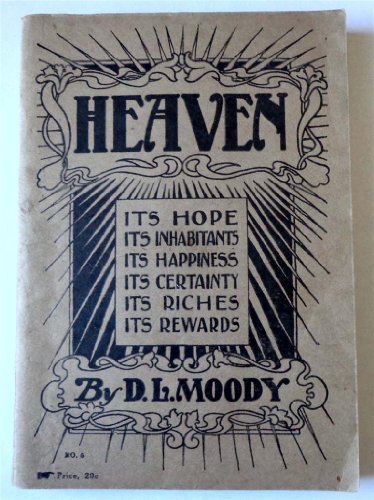 HEAVEN
ITS HOPE
ITS INHABITANTS
ITS HAPPINESS
ITS CERTAINTY
ITS RICHES
ITS REWARDS
By D.L. MOODY
NO. 6
Price, 20c